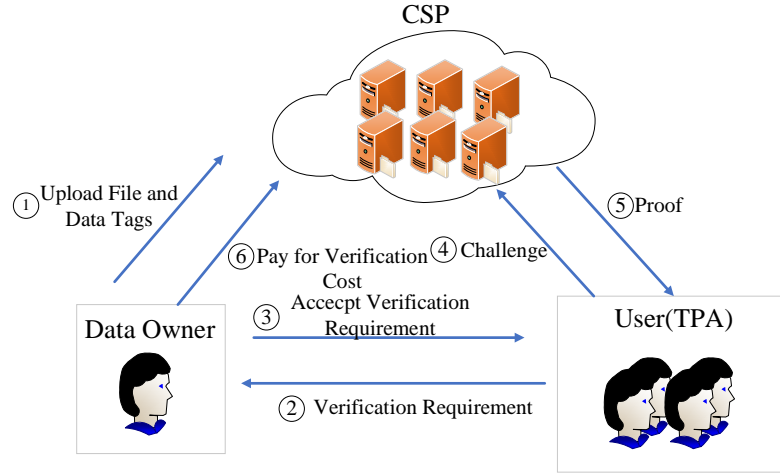 CSP
① Upload File and
Data Tags
⑤ Proof
⑥ Pay for Verification
Cost
④ Challenge
③ Accecpt Verification
Requirement
Data Owner
User(TPA)
② Verification Requirement